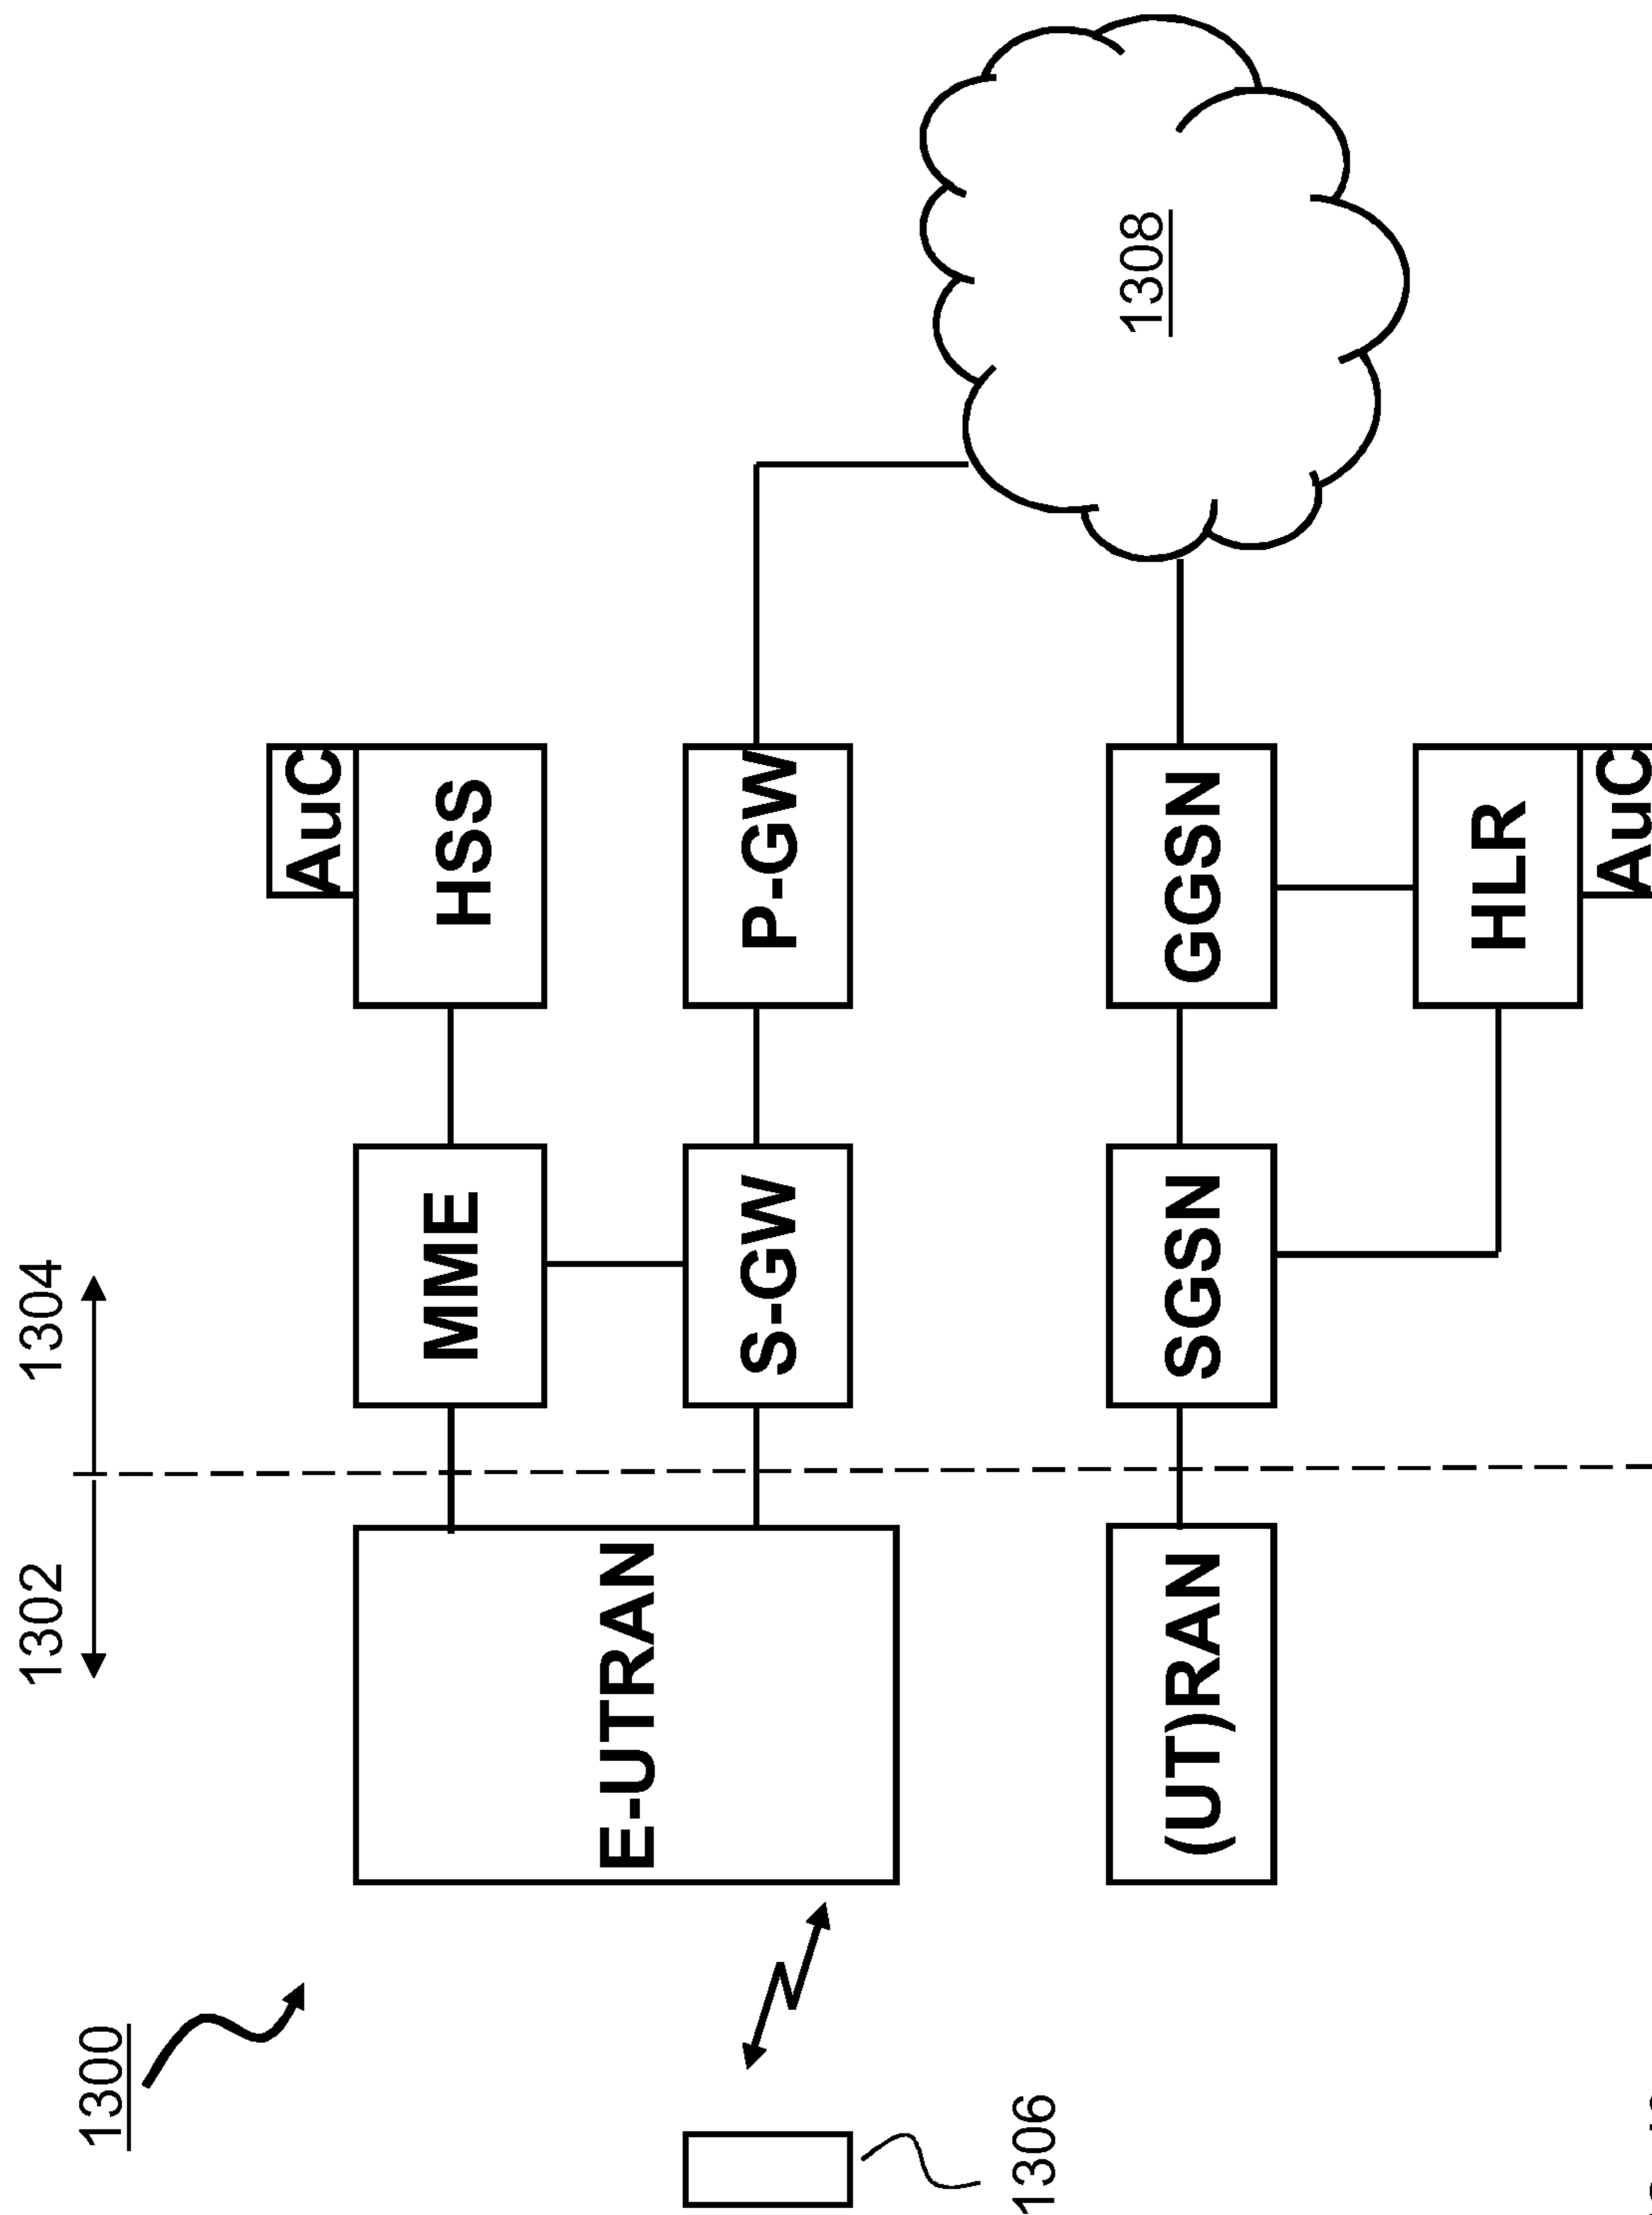 1300
1302
1304
AuC
HSS
MME
E-UTRAN
P-GW
S-GW
1306
1308
GGSN
SGSN
(UT)RAN
HLR
AuC